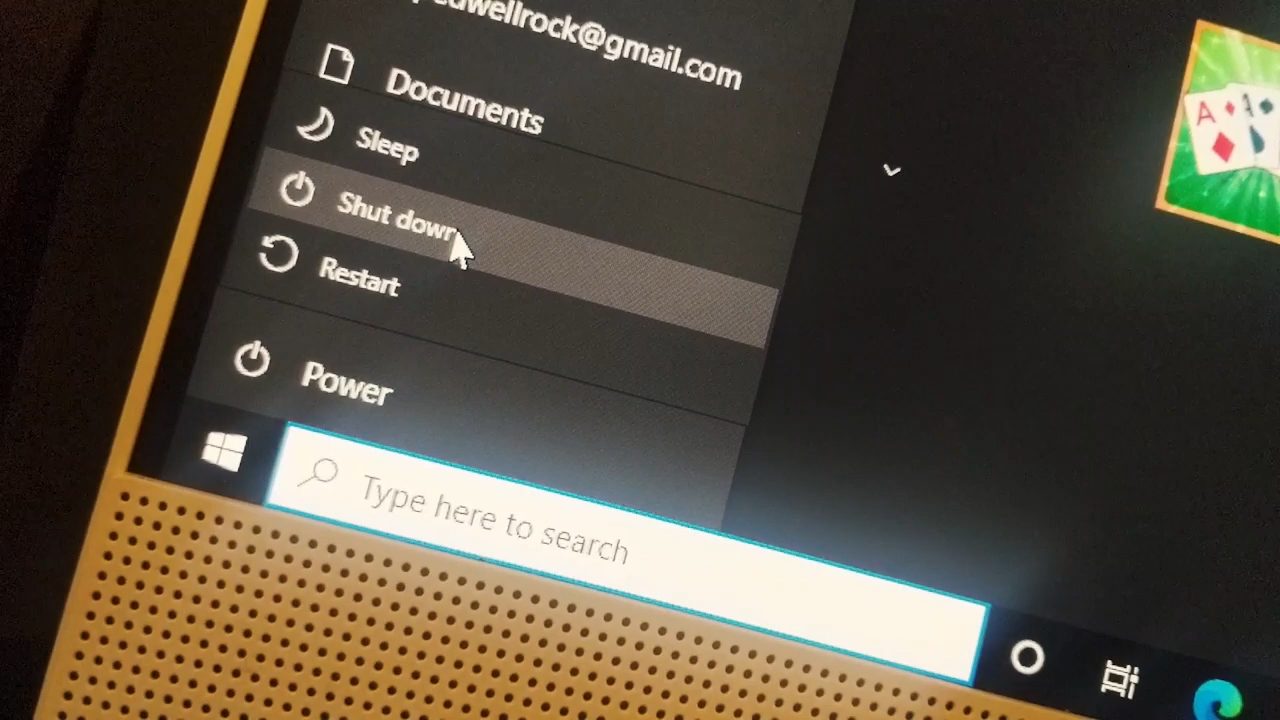 Documents
Sleep
Shut down
Restart
Power
Type here to search
A